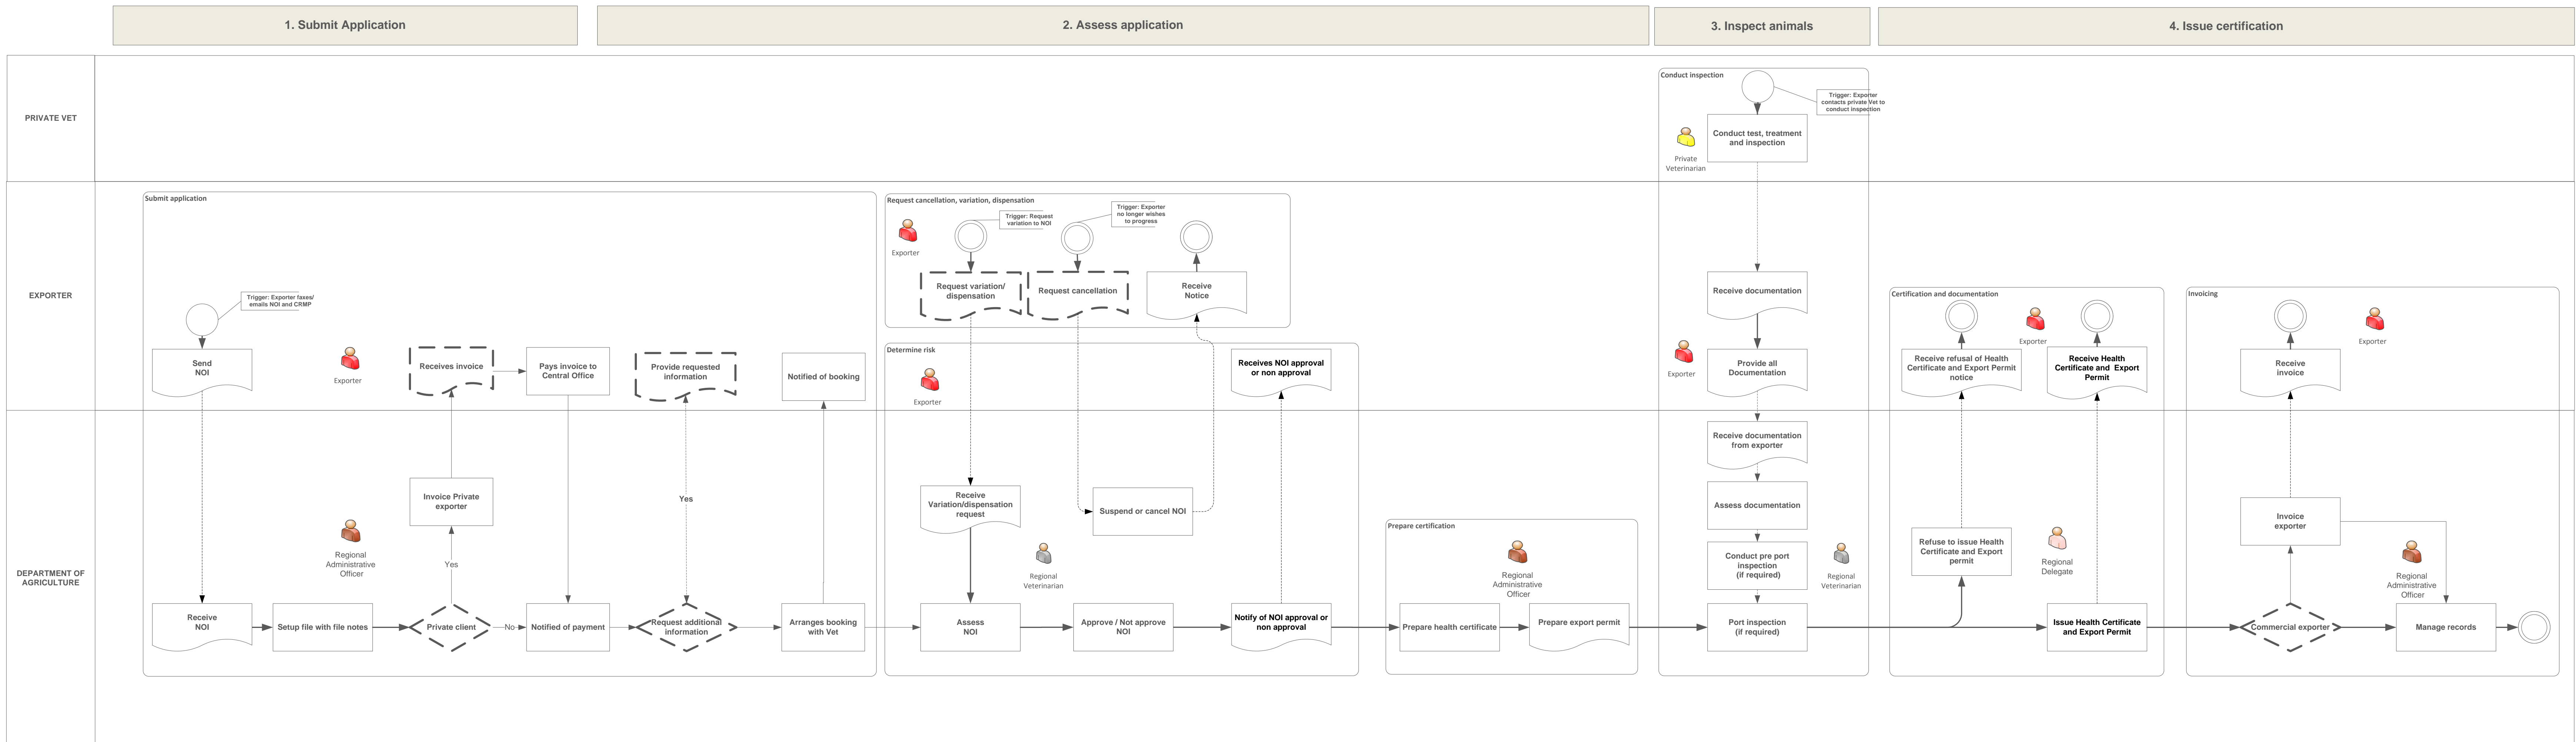 1. Submit Application
2. Assess application
3. Inspect animals
4. Issue certification
PRIVATE VET
Conduct inspection
Trigger: Exporter
contacts private Vet to
conduct inspection
Conduct test, treatment
and inspection
Private
Veterinarian
EXPORTER
Submit application
Trigger: Exporter faxes/
emails NOI and CRMP
Send
NOI
Exporter
Receives invoice
Pays invoice to
Central Office
Provide requested
information
Notified of booking
Request cancellation, variation, dispensation
Exporter
Trigger: Request
variation to NOI
Trigger: Exporter
no longer wishes
to progress
Request variation/
dispensation
Request cancellation
Receive
Notice
Determine risk
Exporter
Receives NOI approval
or non approval
Receive documentation
Exporter
Provide all
Documentation
Certification and documentation
Exporter
Receive refusal of Health
Certificate and Export Permit
notice
Receive Health
Certificate and  Export
Permit
Invoicing
Exporter
Receive
invoice
DEPARTMENT OF
AGRICULTURE
Receive
NOI
Setup file with file notes
Regional
Administrative
Officer
Invoice Private
exporter
Yes
Private client
No
Notified of payment
Yes
Request additional
information
Arranges booking
with Vet
Receive
Variation/dispensation
request
Suspend or cancel NOI
Regional
Veterinarian
Assess
NOI
Approve / Not approve
NOI
Notify of NOI approval or
non approval
Prepare certification
Regional
Administrative
Officer
Prepare health certificate
Prepare export permit
Receive documentation
from exporter
Assess documentation
Conduct pre port
inspection
(if required)
Regional
Veterinarian
Port inspection
(if required)
Refuse to issue Health
Certificate and Export
permit
Regional
Delegate
Issue Health Certificate
and Export Permit
Invoice
exporter
Regional
Administrative
Officer
Commercial exporter
Manage records